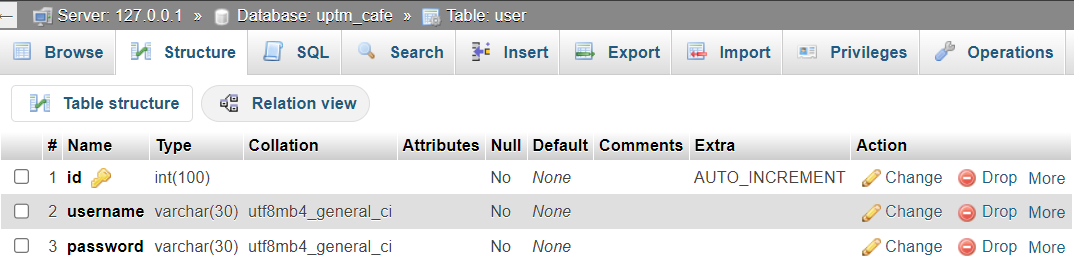 ← Server: 127.0.0.1 » Database: uptm_cafe » Table: user
Browse Structure SQL Search Insert Export Import Privileges Operations
Table structure Relation view
# Name Type Collation Attributes Null Default Comments Extra Action
1 id int(100) No None AUTO_INCREMENT Change Drop More
2 username varchar(30) utf8mb4_general_ci No None Change Drop More
3 password varchar(30) utf8mb4_general_ci No None Change Drop More